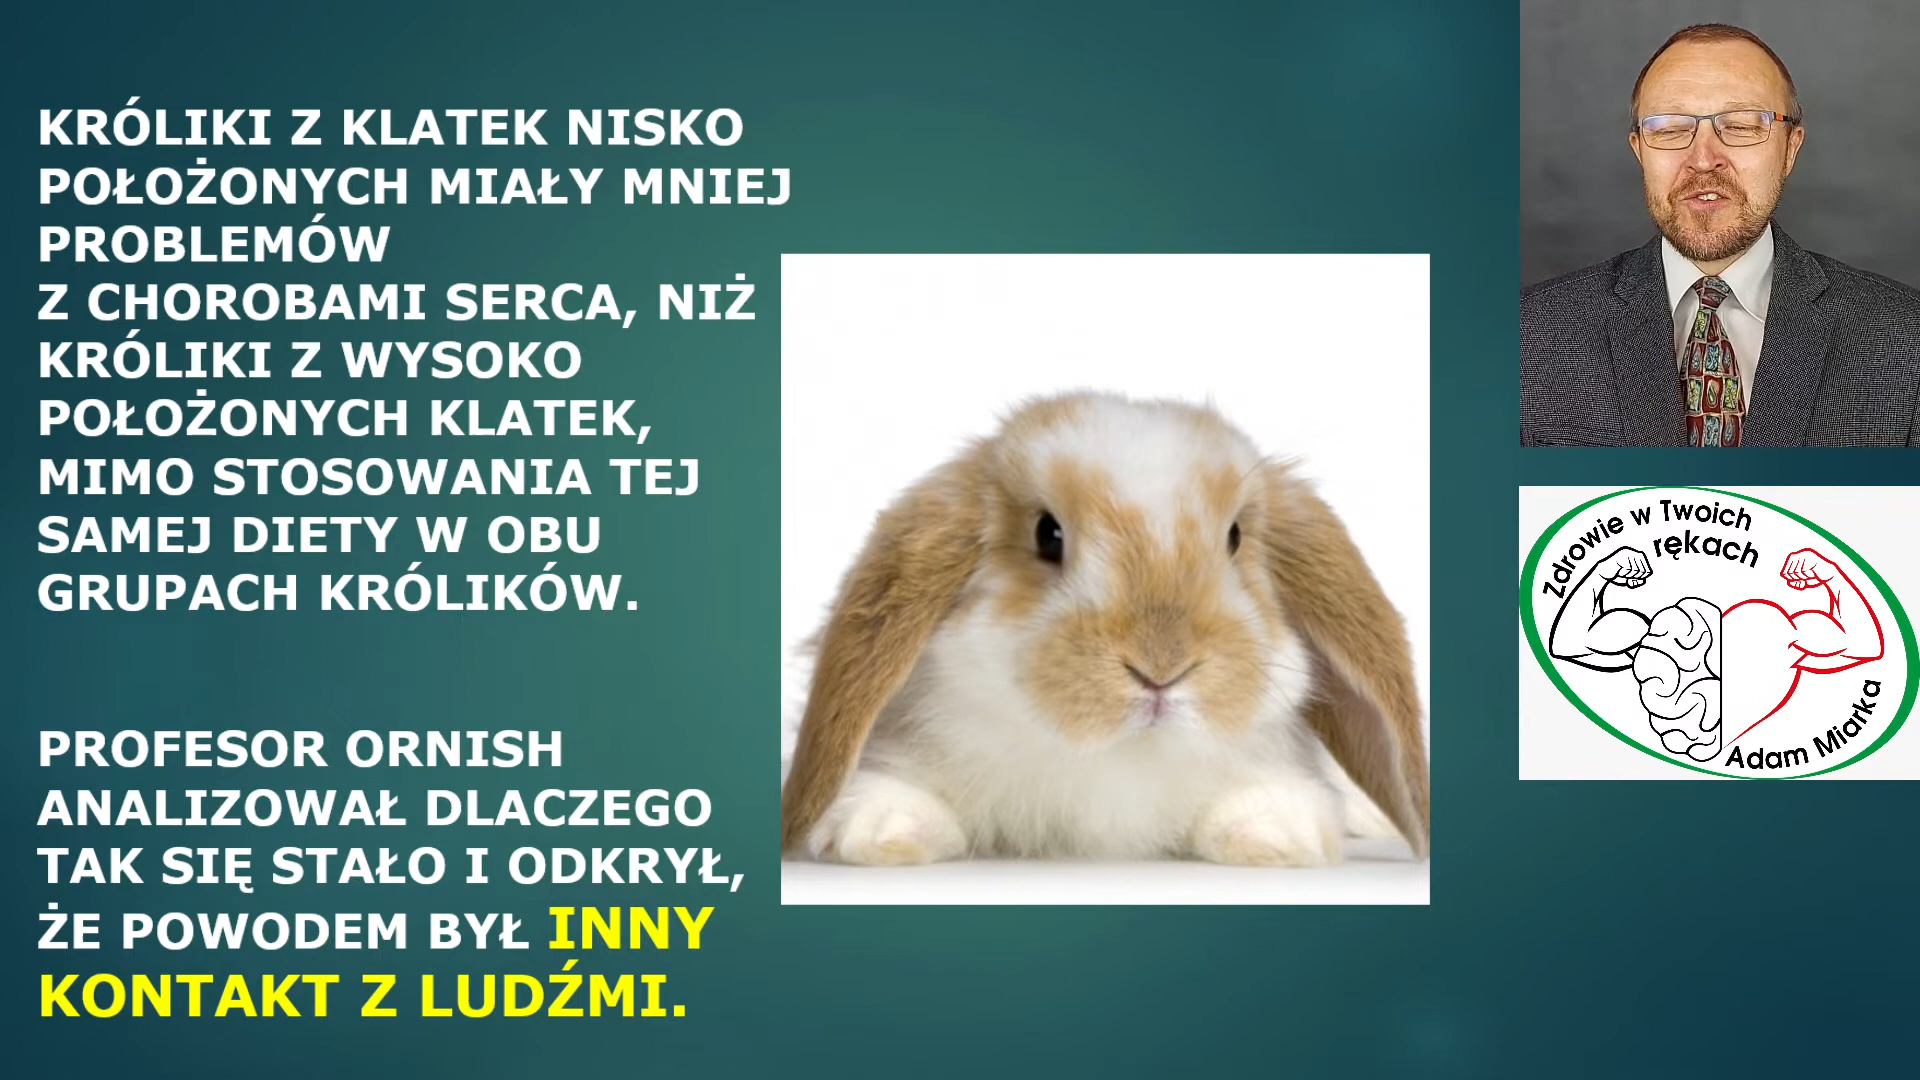 KRÓLIKI Z KLATEK NISKO
POŁOŻONYCH MIAŁY MNIEJ
PROBLEMÓW
Z CHOROBAMI SERCA, NIŻ
KRÓLIKI Z WYSOKO
POŁOŻONYCH KLATEK,
MIMO STOSOWANIA TEJ
SAMEJ DIETY W OBU
GRUPACH KRÓLIKÓW.
PROFESOR ORNISH
ANALIZOWAŁ DLACZEGO
TAK SIĘ STAŁO I ODKRYŁ,
ŻE POWODEM BYŁ INNY
KONTAKT Z LUDŹMI.
Zdrowie w Twoich
rękach
Adam Miarka